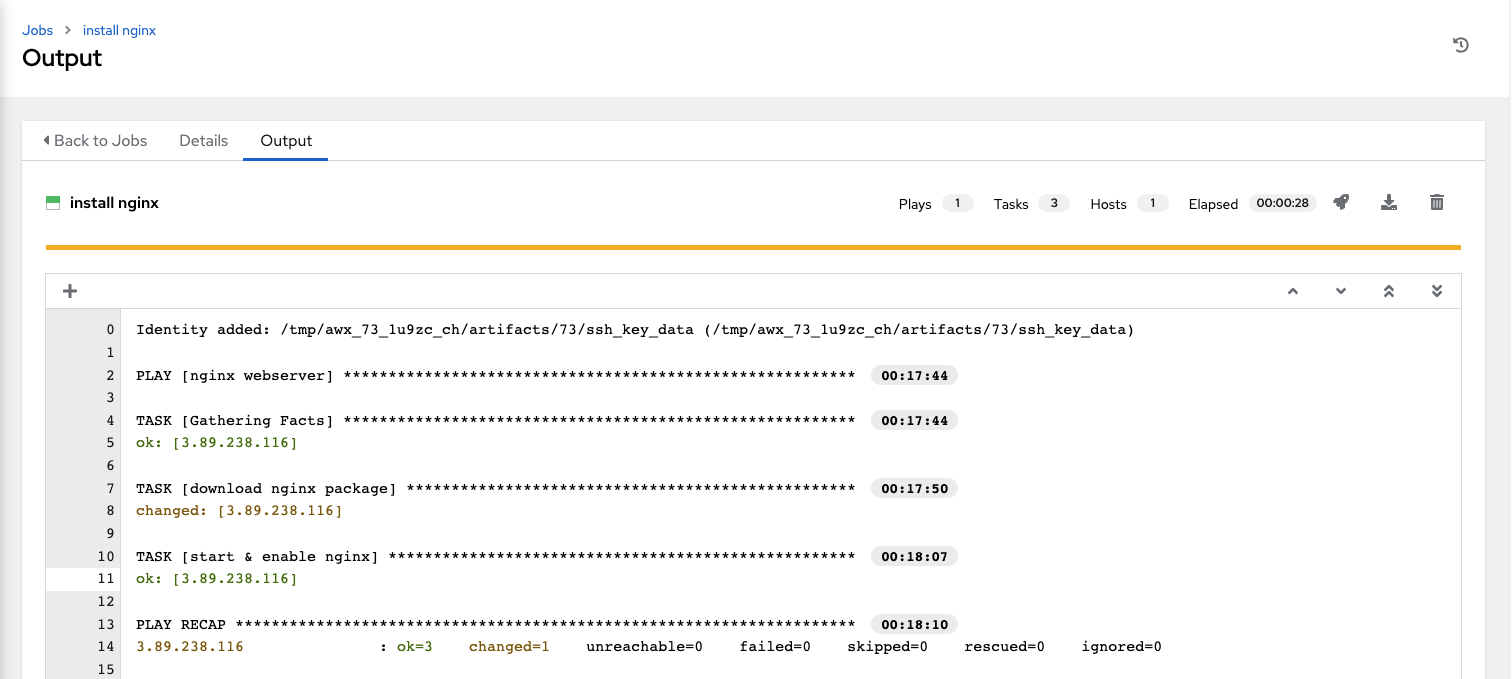 Jobs > install nginx
Output
Back to Jobs Details Output
install nginx Plays 1 Tasks 3 Hosts 1 Elapsed 00:00:28
0 Identity added: /tmp/awx_73_1u9zc_ch/artifacts/73/ssh_key_data (/tmp/awx_73_1u9zc_ch/artifacts/73/ssh_key_data)
1
2 PLAY [nginx webserver] ********************************************************* 00:17:44
3
4 TASK [Gathering Facts] ********************************************************* 00:17:44
5 ok: [3.89.238.116]
6
7 TASK [download nginx package] ************************************************** 00:17:50
8 changed: [3.89.238.116]
9
10 TASK [start & enable nginx] **************************************************** 00:18:07
11 ok: [3.89.238.116]
12
13 PLAY RECAP ********************************************************************* 00:18:10
14 3.89.238.116 : ok=3 changed=1 unreachable=0 failed=0 skipped=0 rescued=0 ignored=0
15